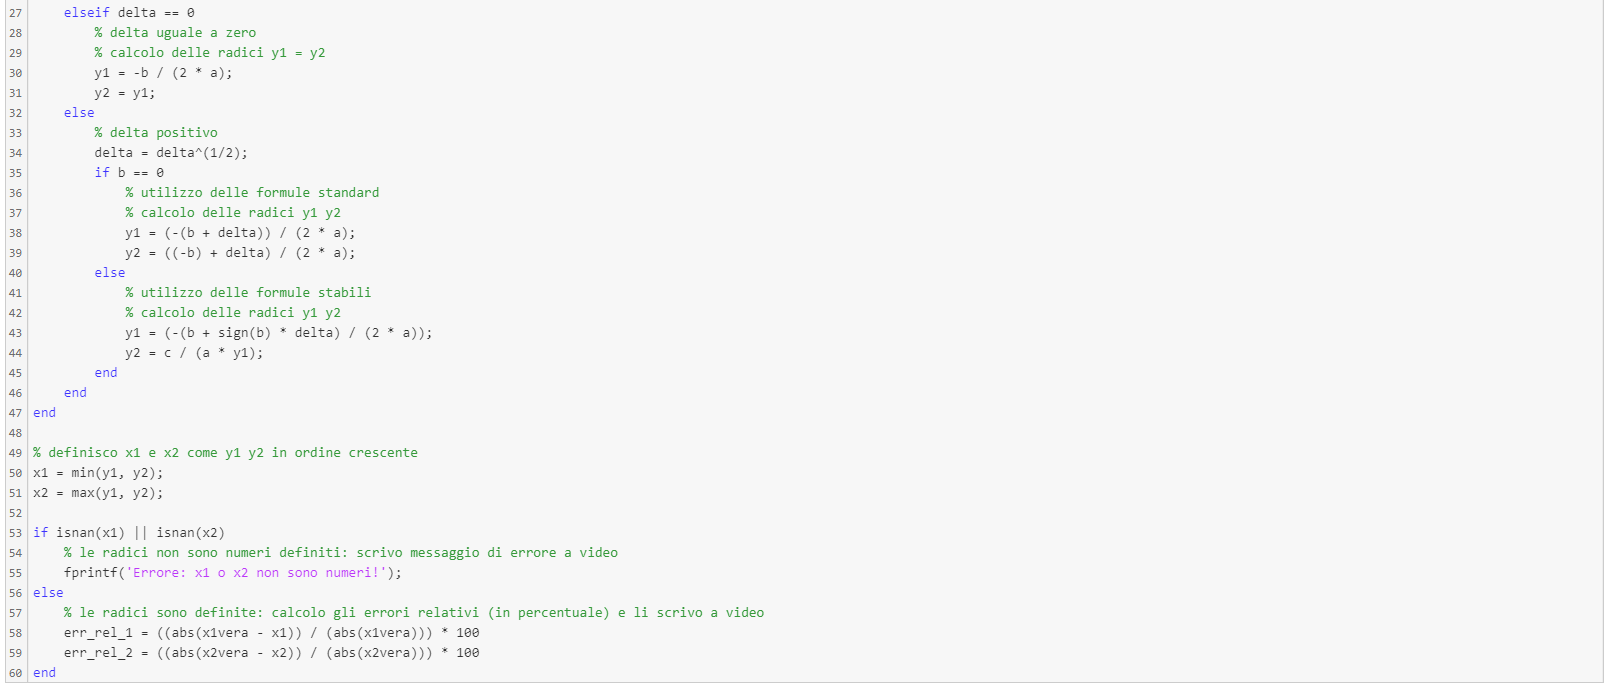 27 elseif delta == 0
28 % delta uguale a zero
29 % calcolo delle radici y1 = y2
30 y1 = -b / (2 * a);
31 y2 = y1;
32 else
33 % delta positivo
34 delta = delta^(1/2);
35 if b == 0
36 % utilizzo delle formule standard
37 % calcolo delle radici y1 y2
38 y1 = (-(b + delta)) / (2 * a);
39 y2 = ((-b) + delta) / (2 * a);
40 else
41 % utilizzo delle formule stabili
42 % calcolo delle radici y1 y2
43 y1 = (-(b + sign(b) * delta) / (2 * a));
44 y2 = c / (a * y1);
45 end
46 end
47 end
48
49 % definisco x1 e x2 come y1 y2 in ordine crescente
50 x1 = min(y1, y2);
51 x2 = max(y1, y2);
52
53 if isnan(x1) || isnan(x2)
54 % le radici non sono numeri definiti: scrivo messaggio di errore a video
55 fprintf('Errore: x1 o x2 non sono numeri!');
56 else
57 % le radici sono definite: calcolo gli errori relativi (in percentuale) e li scrivo a video
58 err_rel_1 = ((abs(x1vera - x1)) / (abs(x1vera))) * 100
59 err_rel_2 = ((abs(x2vera - x2)) / (abs(x2vera))) * 100
60 end